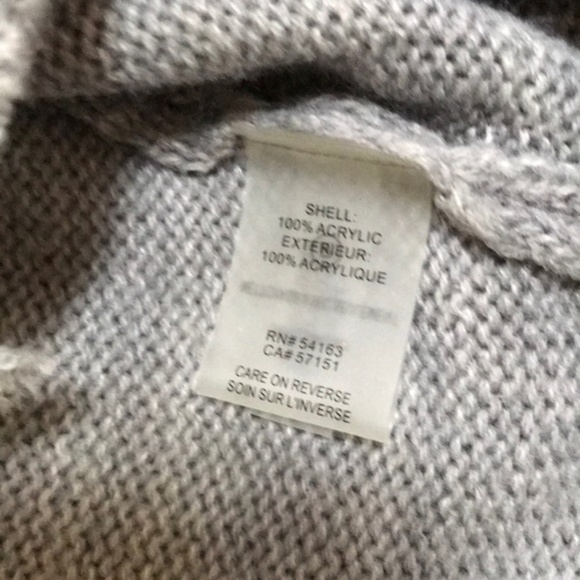 SHELL:
100% ACRYLIC
EXTERIEUR:
100% ACRYLIQUE
RN# 54163
CA# 57151
CARE ON REVERSE
SOIN SUR L'INVERSE